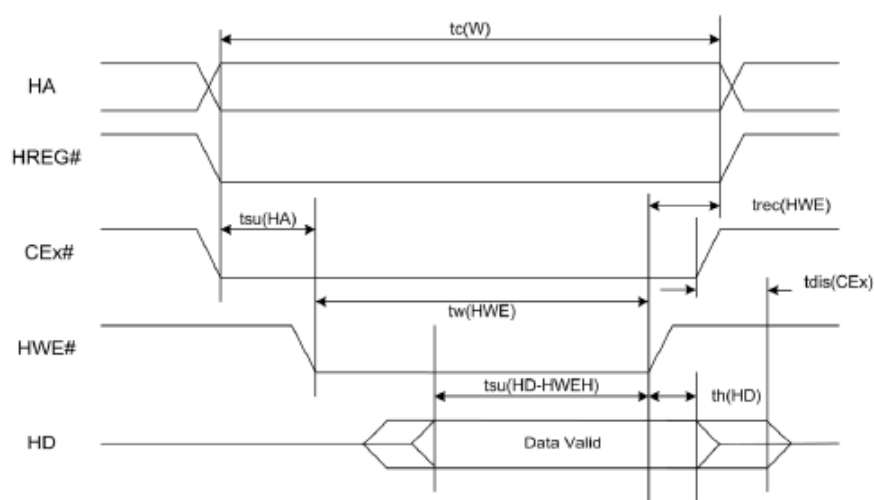 tc(W)
HA
HREG#
tsu(HA)
trec(HWE)
CEx#
tdis(CEx)
tw(HWE)
HWE#
tsu(HD-HWEH)
th(HD)
HD
Data Valid